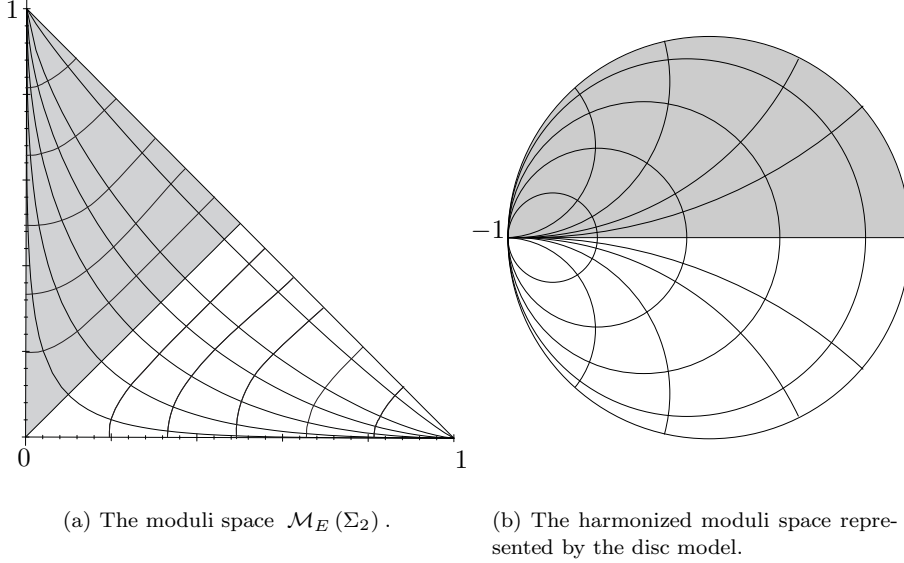 1
−1
0
1
(a) The moduli space $\mathcal{M}_E(\Sigma_2)$.
(b) The harmonized moduli space repre-
sented by the disc model.